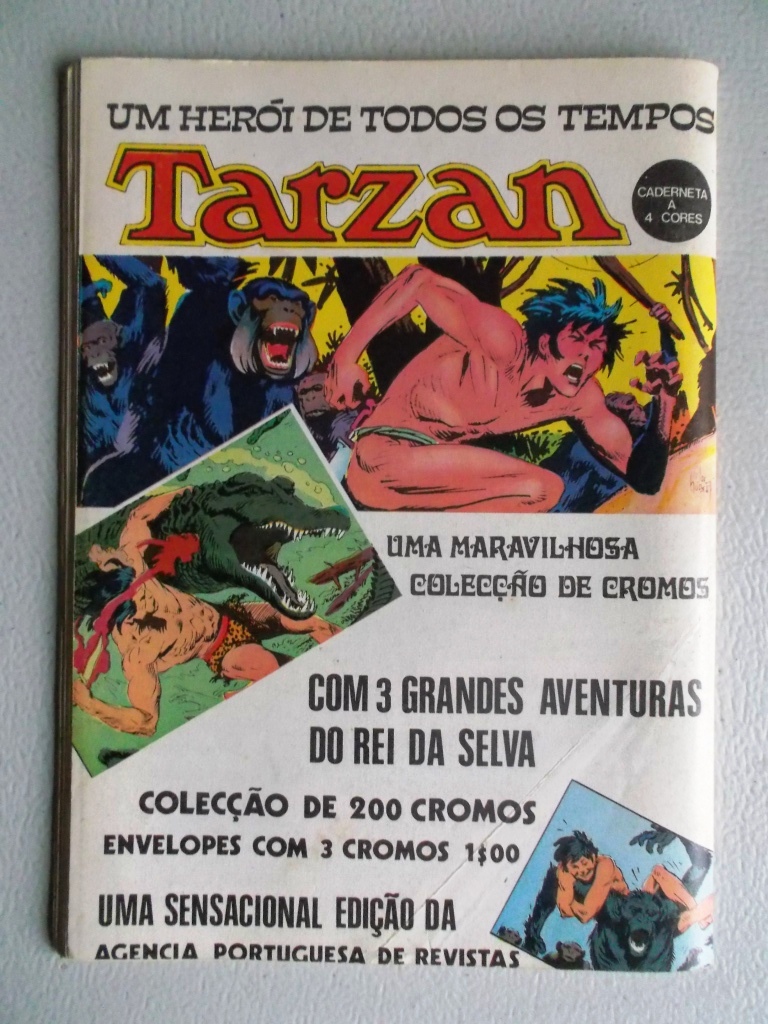 UM HERÓI DE TODOS OS TEMPOS
Tarzan
CADERNETA
A
4 CORES
UMA MARAVILHOSA
COLECÇÃO DE CROMOS
COM 3 GRANDES AVENTURAS
DO REI DA SELVA
COLECÇÃO DE 200 CROMOS
ENVELOPES COM 3 CROMOS 1$00
UMA SENSACIONAL EDIÇÃO DA
AGENCIA PORTUGUESA DE REVISTAS